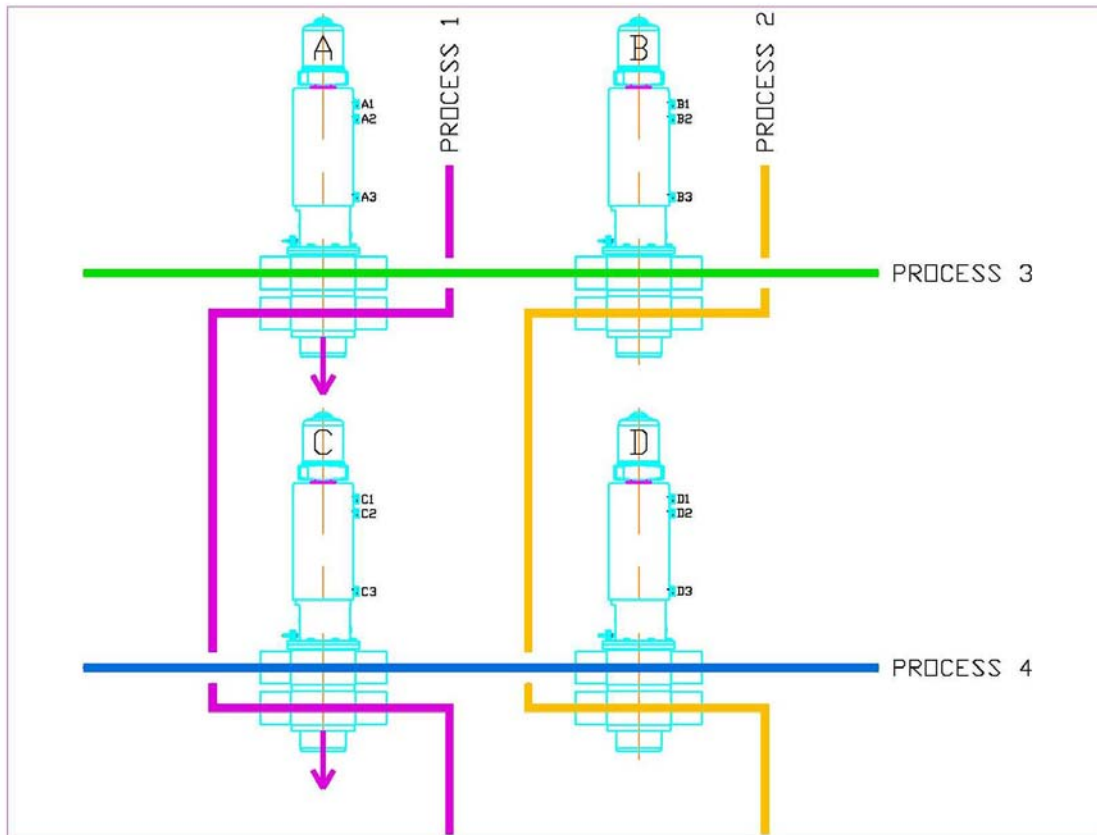 PROCESS 1
PROCESS 2
A
B
A1
A2
A3
B1
B2
B3
PROCESS 3
C
D
C1
C2
C3
D1
D2
D3
PROCESS 4